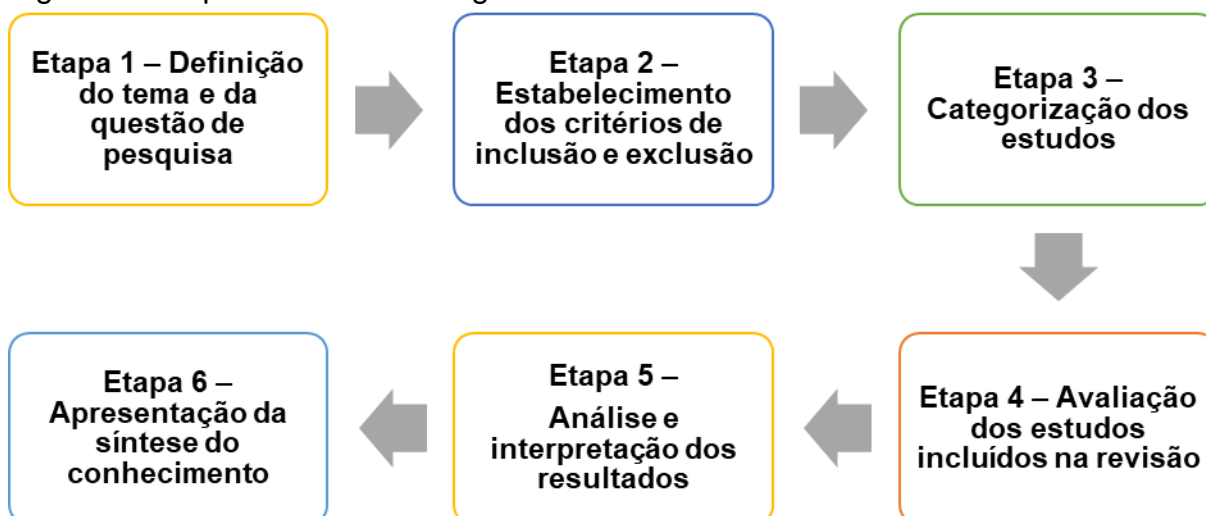 Etapa 1 – Definição
do tema e da
questão de
pesquisa
Etapa 2 –
Estabelecimento
dos critérios de
inclusão e exclusão
Etapa 3 –
Categorização dos
estudos
Etapa 4 – Avaliação
dos estudos
incluídos na revisão
Etapa 5 –
Análise e
interpretação dos
resultados
Etapa 6 –
Apresentação da
síntese do
conhecimento